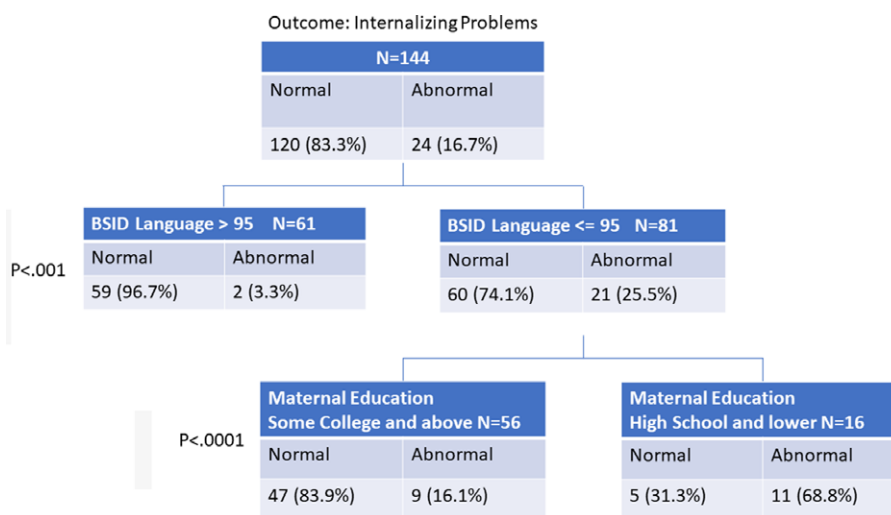 Outcome: Internalizing Problems
N=144
Normal Abnormal
120 (83.3%) 24 (16.7%)
BSID Language > 95 N=61
Normal Abnormal
59 (96.7%) 2 (3.3%)
BSID Language <= 95 N=81
Normal Abnormal
60 (74.1%) 21 (25.5%)
P<.001
Maternal Education
Some College and above N=56
Normal Abnormal
47 (83.9%) 9 (16.1%)
Maternal Education
High School and lower N=16
Normal Abnormal
5 (31.3%) 11 (68.8%)
P<.0001